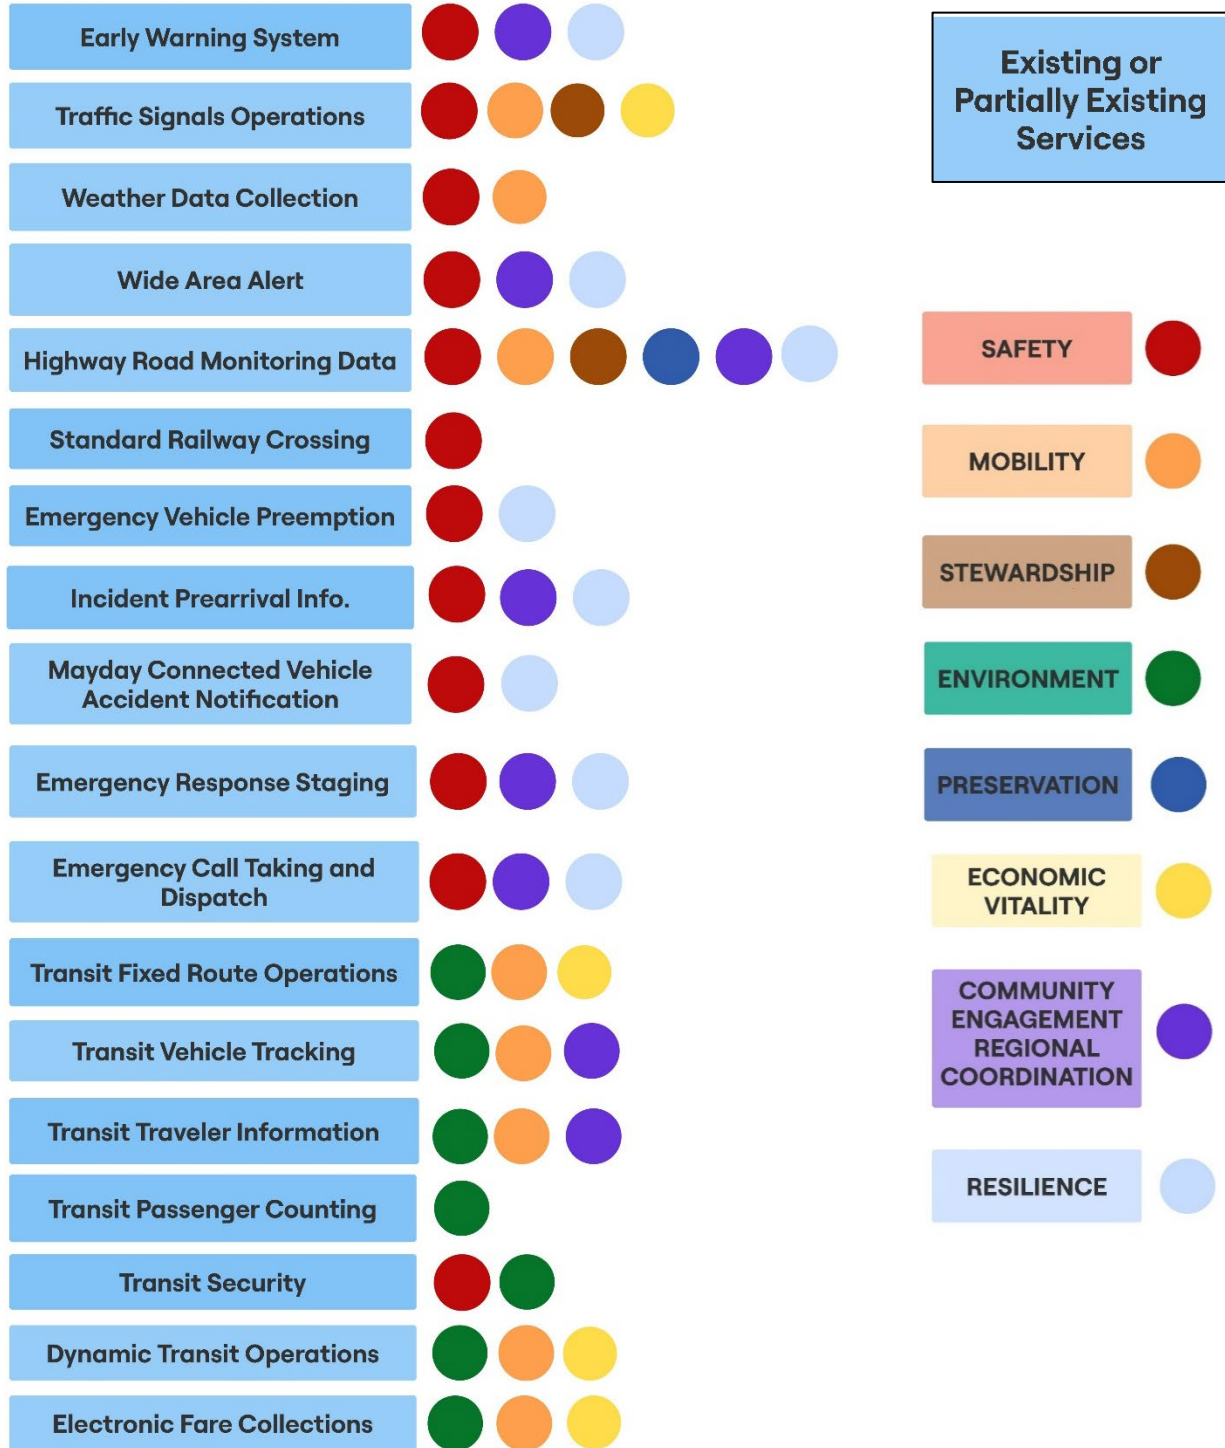 Early Warning System
Traffic Signals Operations
Weather Data Collection
Wide Area Alert
Highway Road Monitoring Data
Standard Railway Crossing
Emergency Vehicle Preemption
Incident Prearrival Info.
Mayday Connected Vehicle
Accident Notification
Emergency Response Staging
Emergency Call Taking and
Dispatch
Transit Fixed Route Operations
Transit Vehicle Tracking
Transit Traveler Information
Transit Passenger Counting
Transit Security
Dynamic Transit Operations
Electronic Fare Collections
Existing or
Partially Existing
Services
SAFETY
MOBILITY
STEWARDSHIP
ENVIRONMENT
PRESERVATION
ECONOMIC
VITALITY
COMMUNITY
ENGAGEMENT
REGIONAL
COORDINATION
RESILIENCE